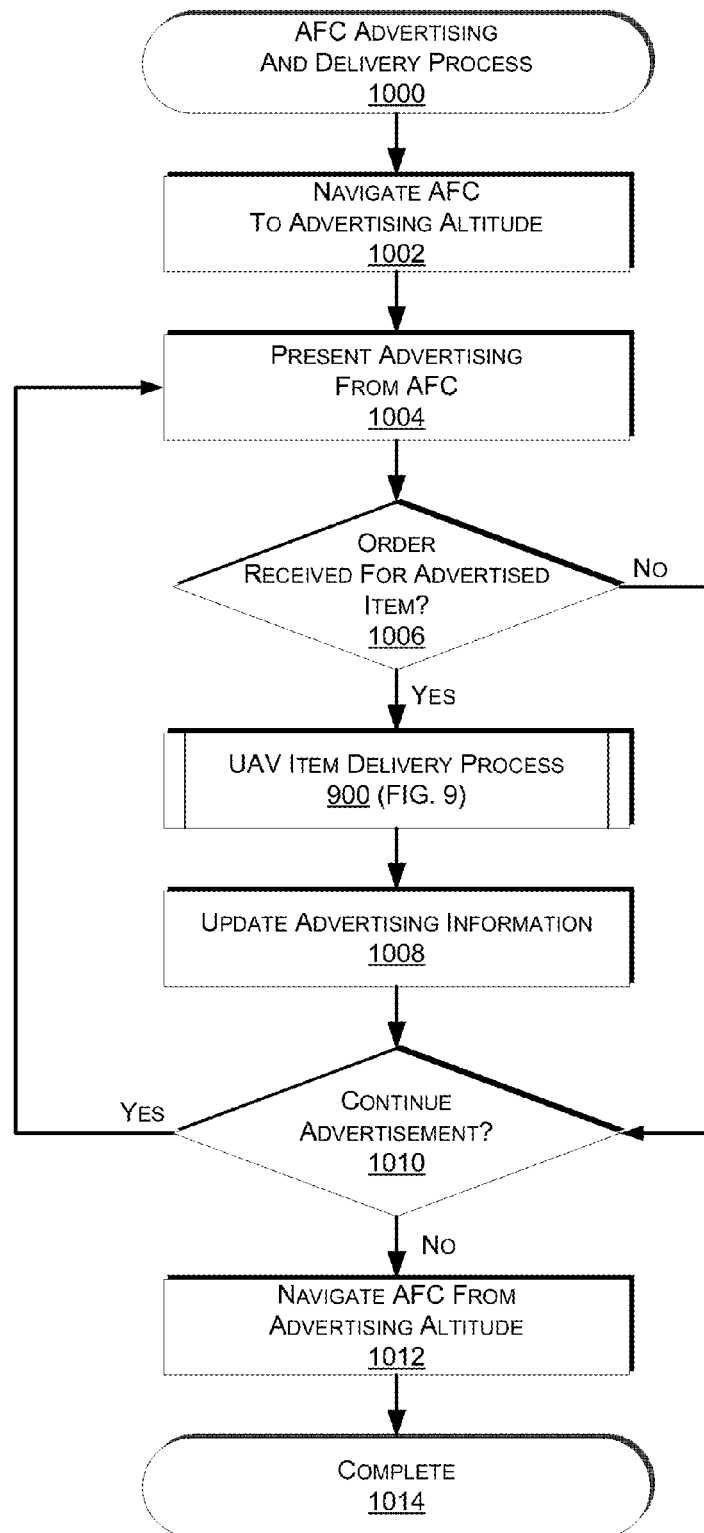 AFC ADVERTISING
AND DELIVERY PROCESS
1000
NAVIGATE AFC
TO ADVERTISING ALTITUDE
1002
PRESENT ADVERTISING
FROM AFC
1004
ORDER
RECEIVED FOR ADVERTISED
ITEM?
1006
NO
YES
UAV ITEM DELIVERY PROCESS
900 (FIG. 9)
UPDATE ADVERTISING INFORMATION
1008
YES
CONTINUE
ADVERTISEMENT?
1010
NO
NAVIGATE AFC FROM
ADVERTISING ALTITUDE
1012
COMPLETE
1014